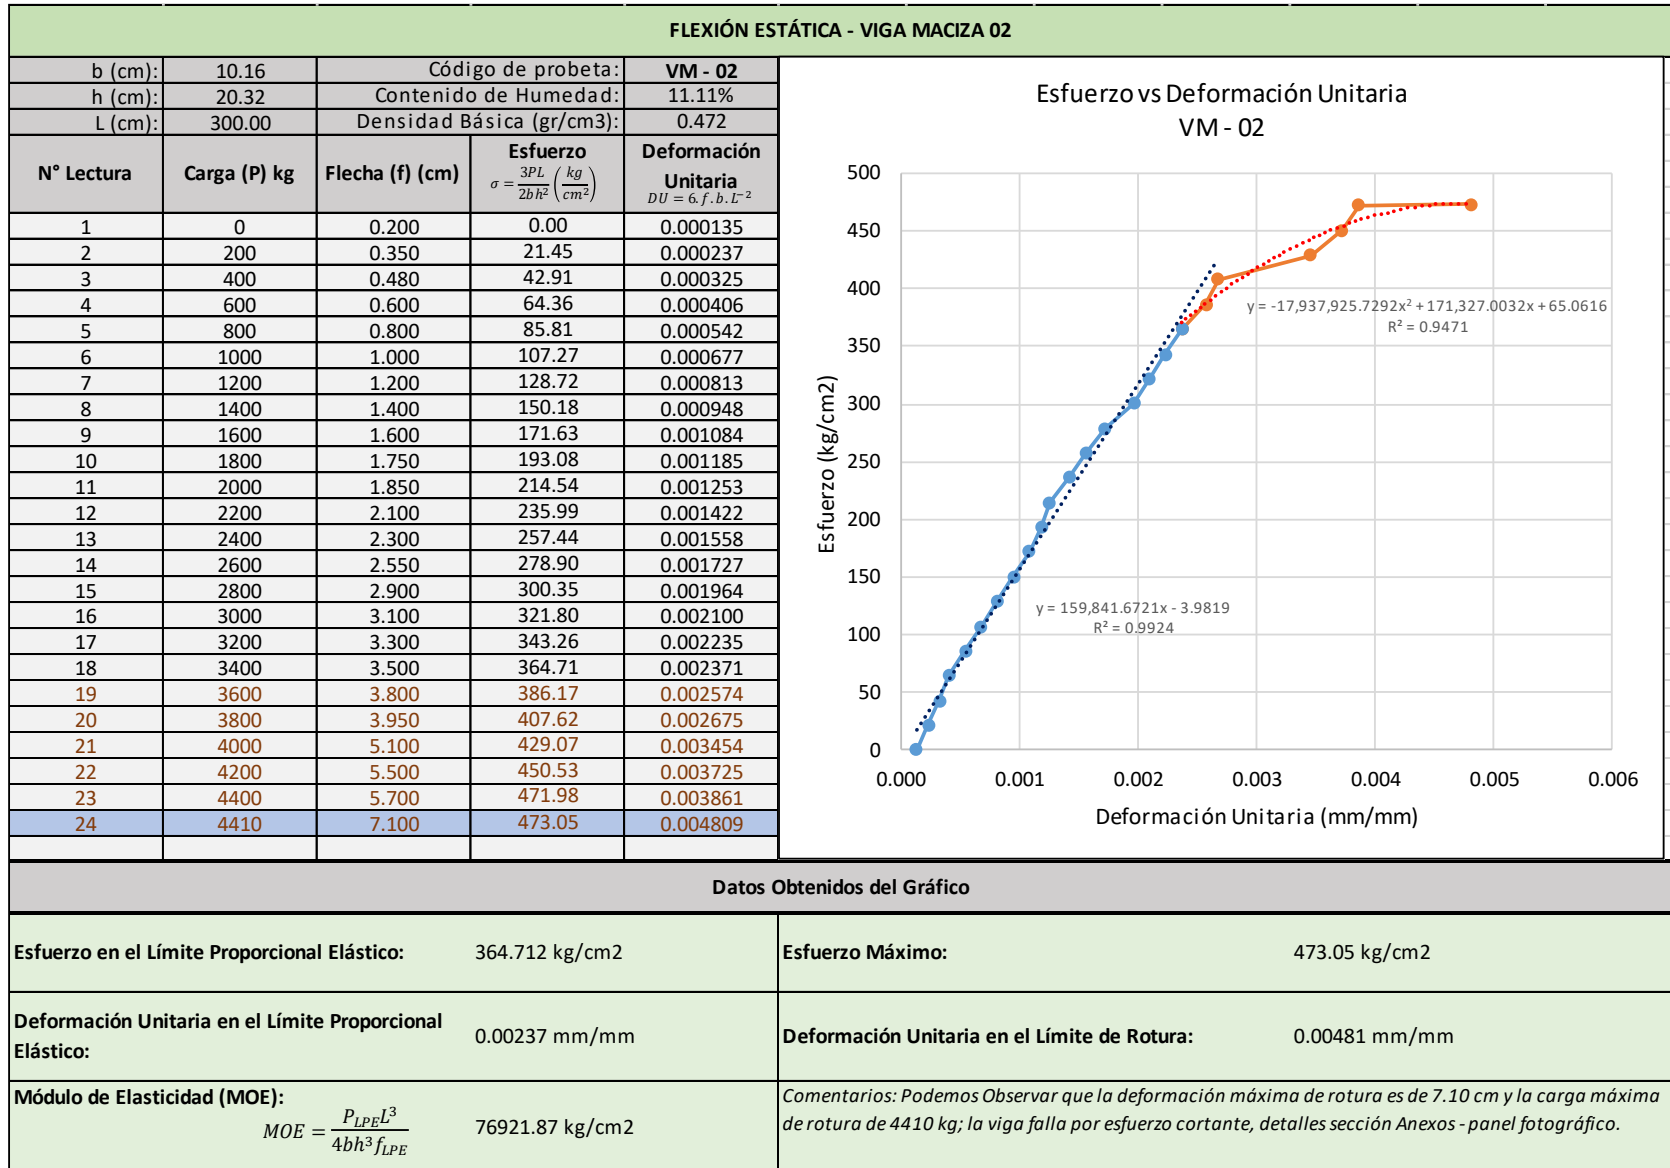 FLEXIÓN ESTÁTICA - VIGA MACIZA 02
b (cm): 10.16 Código de probeta: VM - 02
h (cm): 20.32 Contenido de Humedad: 11.11%
L (cm): 300.00 Densidad Básica (gr/cm3): 0.472
N° Lectura Carga (P) kg Flecha (f) (cm) Esfuerzo σ = 3PL/2bh² (kg/cm²) Deformación Unitaria DU = 6.f.b.L⁻²
1 0 0.200 0.00 0.000135
2 200 0.350 21.45 0.000237
3 400 0.480 42.91 0.000325
4 600 0.600 64.36 0.000406
5 800 0.800 85.81 0.000542
6 1000 1.000 107.27 0.000677
7 1200 1.200 128.72 0.000813
8 1400 1.400 150.18 0.000948
9 1600 1.600 171.63 0.001084
10 1800 1.750 193.08 0.001185
11 2000 1.850 214.54 0.001253
12 2200 2.100 235.99 0.001422
13 2400 2.300 257.44 0.001558
14 2600 2.550 278.90 0.001727
15 2800 2.900 300.35 0.001964
16 3000 3.100 321.80 0.002100
17 3200 3.300 343.26 0.002235
18 3400 3.500 364.71 0.002371
19 3600 3.800 386.17 0.002574
20 3800 3.950 407.62 0.002675
21 4000 5.100 429.07 0.003454
22 4200 5.500 450.53 0.003725
23 4400 5.700 471.98 0.003861
24 4410 7.100 473.05 0.004809
Esfuerzo vs Deformación Unitaria
VM - 02
500
450
400
350
300
250
200
150
100
50
0
Esfuerzo (kg/cm2)
y = -17,937,925.7292x² + 171,327.0032x + 65.0616
R² = 0.9471
y = 159,841.6721x - 3.9819
R² = 0.9924
0.000 0.001 0.002 0.003 0.004 0.005 0.006
Deformación Unitaria (mm/mm)
Datos Obtenidos del Gráfico
Esfuerzo en el Límite Proporcional Elástico: 364.712 kg/cm2
Esfuerzo Máximo: 473.05 kg/cm2
Deformación Unitaria en el Límite Proporcional
Elástico: 0.00237 mm/mm
Deformación Unitaria en el Límite de Rotura: 0.00481 mm/mm
Módulo de Elasticidad (MOE):
MOE = P_LPE L³ / 4bh³ f_LPE 76921.87 kg/cm2
Comentarios: Podemos Observar que la deformación máxima de rotura es de 7.10 cm y la carga máxima
de rotura de 4410 kg; la viga falla por esfuerzo cortante, detalles sección Anexos - panel fotográfico.